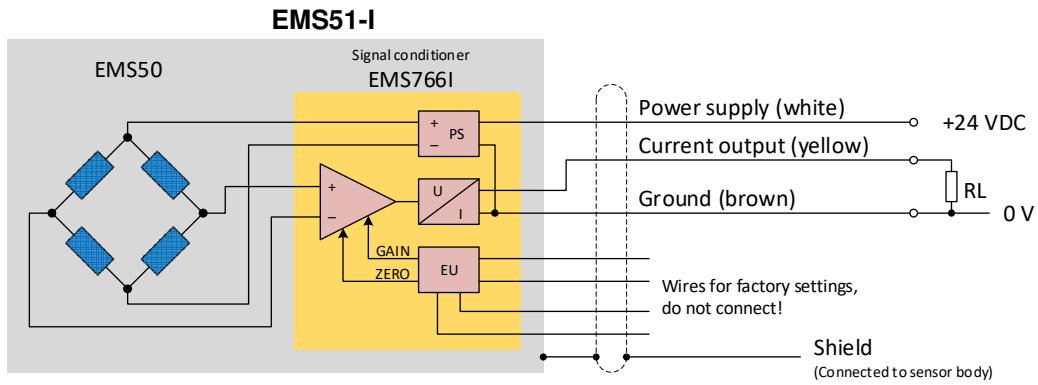 EMS51-I
EMS50
Signal conditioner
EMS766I
+
−
PS
+
−
U
I
GAIN
ZERO
EU
Power supply (white)
+24 VDC
Current output (yellow)
RL
Ground (brown)
0 V
Wires for factory settings,
do not connect!
Shield
(Connected to sensor body)